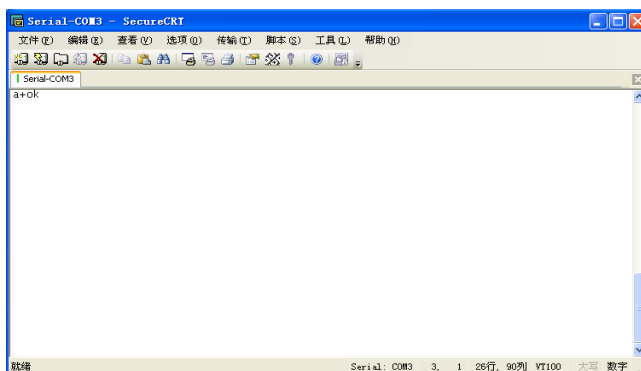 Serial-COM3 - SecureCRT
文件(F) 编辑(E) 查看(V) 选项(O) 传输(T) 脚本(S) 工具(L) 帮助(H)
Serial-COM3
a+ok
就绪 Serial: COM3 3, 1 26行, 90列 VT100 大写 数字